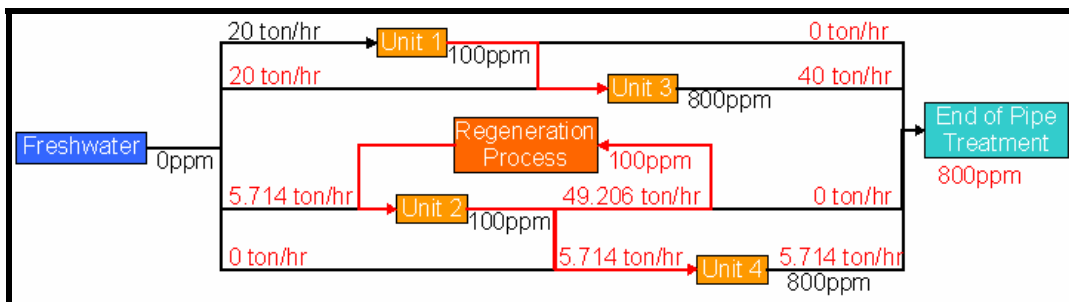 20 ton/hr
0 ton/hr
Unit 1
100ppm
20 ton/hr
40 ton/hr
Unit 3
800ppm
End of Pipe
Treatment
800ppm
Regeneration
Process
Freshwater
0ppm
100ppm
5.714 ton/hr
49.206 ton/hr
0 ton/hr
Unit 2
100ppm
0 ton/hr
5.714 ton/hr
5.714 ton/hr
Unit 4
800ppm